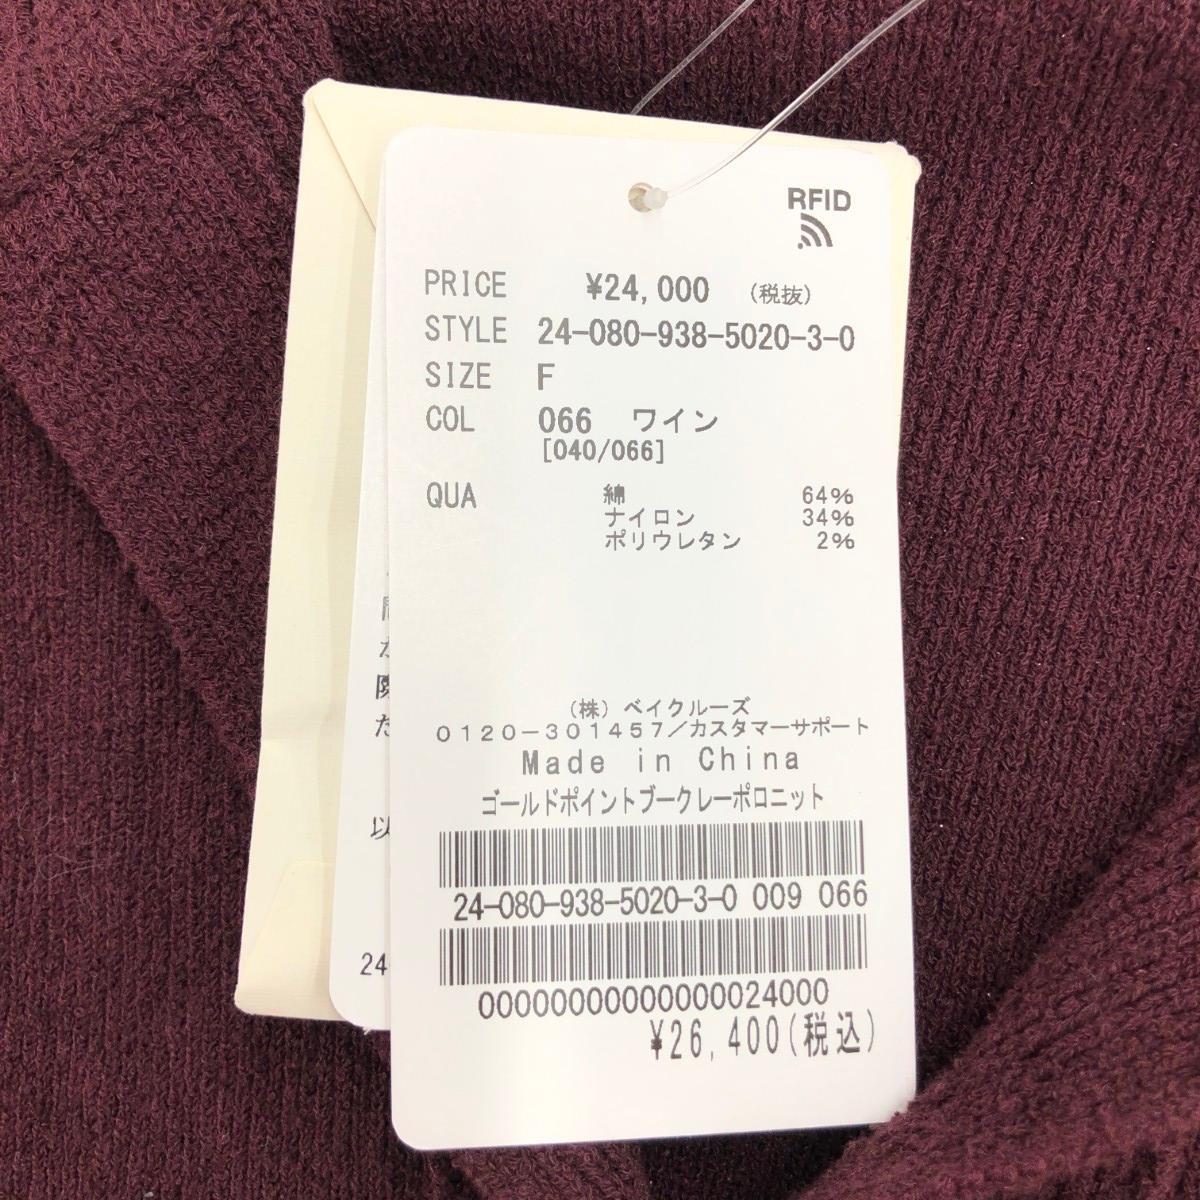 RFID
PRICE ¥24,000 (税抜)
STYLE 24-080-938-5020-3-0
SIZE F
COL 066 ワイン
[040/066]
QUA 綿 64%
ナイロン 34%
ポリウレタン 2%
(株) ベイクルーズ
0120-301457/カスタマーサポート
Made in China
ゴールドポイントブークレーポロニット
24-080-938-5020-3-0 009 066
00000000000000024000
¥26,400(税込)
た
以
24